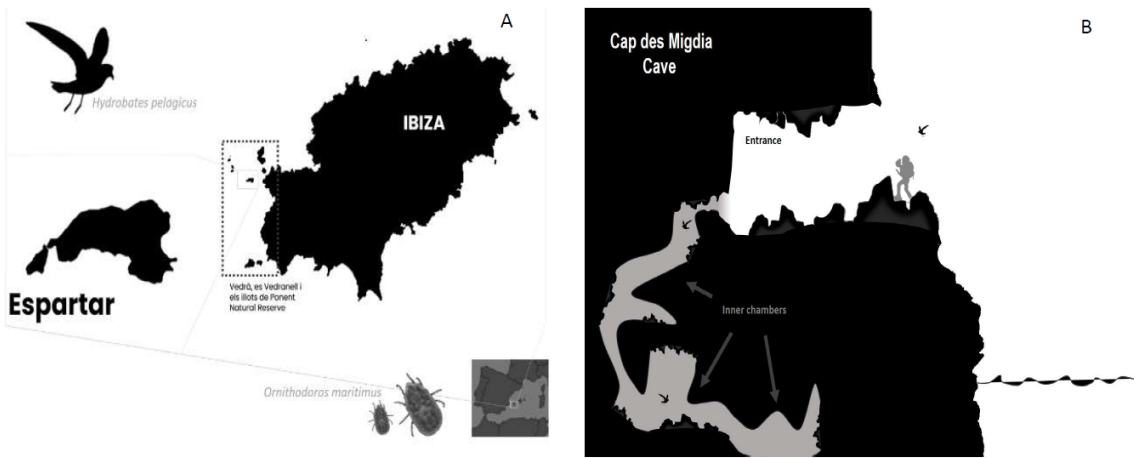 A
Hydrobates pelagicus
IBIZA
Espartar
Vedrà, es Vedranell i
els illots de Ponent
Natural Reserve
Ornithodoros maritimus
B
Cap des Migdia
Cave
Entrance
Inner chambers